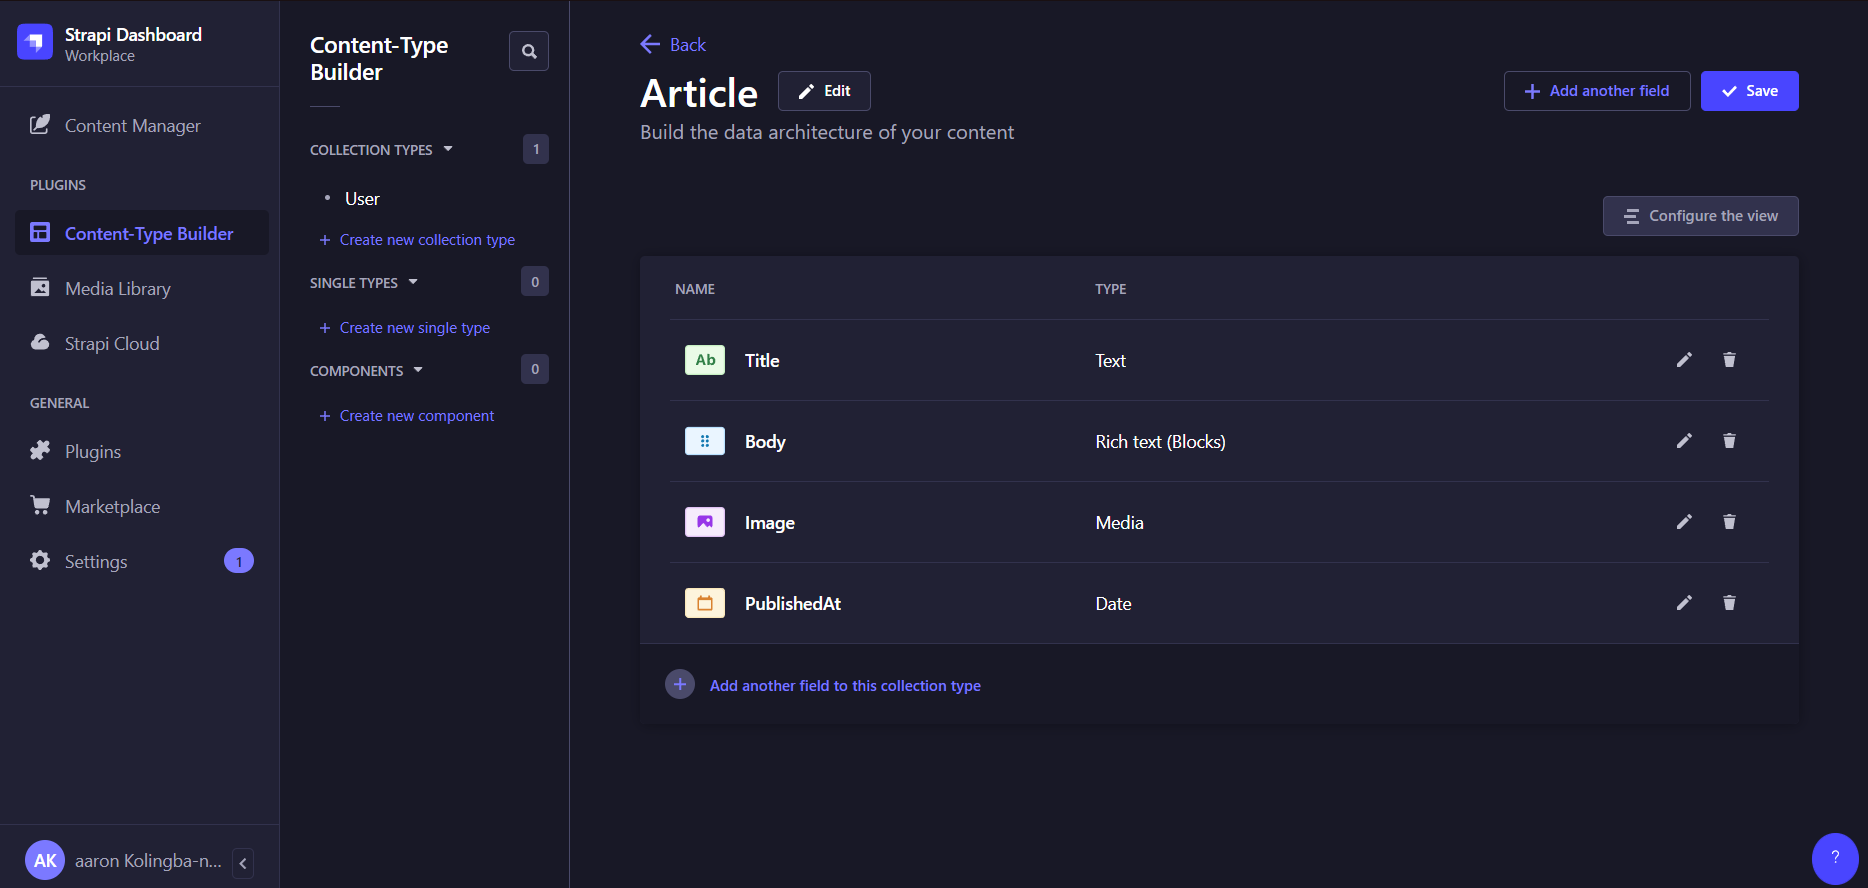 Strapi Dashboard
Workplace
Content Manager
PLUGINS
Content-Type Builder
Media Library
Strapi Cloud
GENERAL
Plugins
Marketplace
Settings
1
AK
aaron Kolingba-n...
Content-Type
Builder
COLLECTION TYPES
1
User
Create new collection type
SINGLE TYPES
0
Create new single type
COMPONENTS
0
Create new component
Back
Article
Edit
Add another field
Save
Build the data architecture of your content
Configure the view
NAME TYPE
Ab Title Text
Body Rich text (Blocks)
Image Media
PublishedAt Date
Add another field to this collection type
?